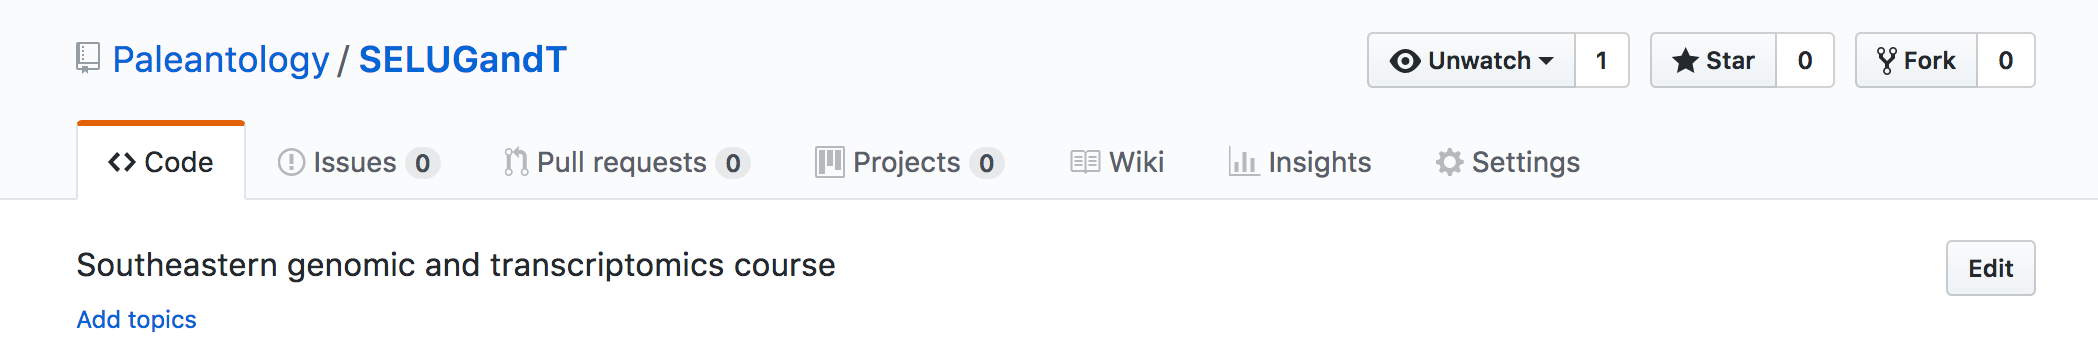 Paleantology / SELUGandT
Unwatch 1 Star 0 Fork 0
Code Issues 0 Pull requests 0 Projects 0 Wiki Insights Settings
Southeastern genomic and transcriptomics course
Edit
Add topics